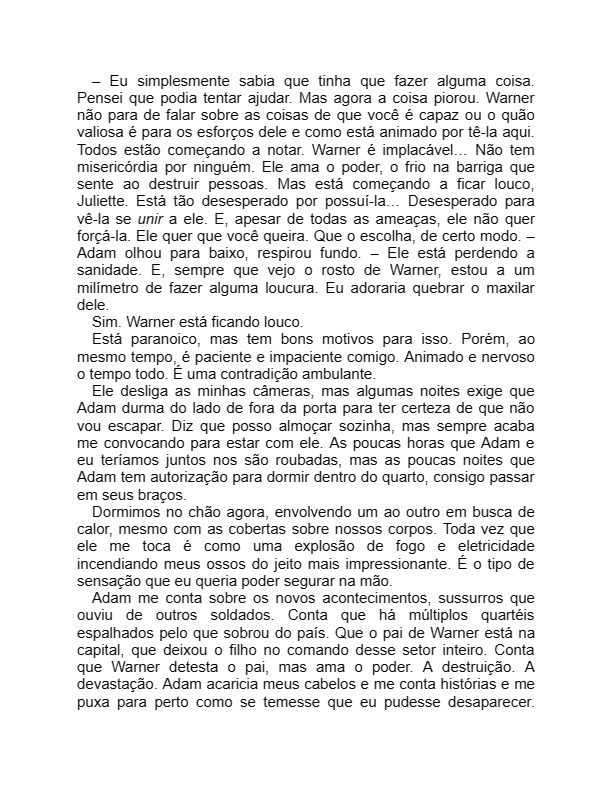 – Eu simplesmente sabia que tinha que fazer alguma coisa.
Pensei que podia tentar ajudar. Mas agora a coisa piorou. Warner
não para de falar sobre as coisas de que você é capaz ou o quão
valiosa é para os esforços dele e como está animado por tê-la aqui.
Todos estão começando a notar. Warner é implacável… Não tem
misericórdia por ninguém. Ele ama o poder, o frio na barriga que
sente ao destruir pessoas. Mas está começando a ficar louco,
Juliette. Está tão desesperado por possuí-la… Desesperado para
vê-la se unir a ele. E, apesar de todas as ameaças, ele não quer
forçá-la. Ele quer que você queira. Que o escolha, de certo modo. –
Adam olhou para baixo, respirou fundo. – Ele está perdendo a
sanidade. E, sempre que vejo o rosto de Warner, estou a um
milímetro de fazer alguma loucura. Eu adoraria quebrar o maxilar
dele.
Sim. Warner está ficando louco.
Está paranoico, mas tem bons motivos para isso. Porém, ao
mesmo tempo, é paciente e impaciente comigo. Animado e nervoso
o tempo todo. É uma contradição ambulante.
Ele desliga as minhas câmeras, mas algumas noites exige que
Adam durma do lado de fora da porta para ter certeza de que não
vou escapar. Diz que posso almoçar sozinha, mas sempre acaba
me convocando para estar com ele. As poucas horas que Adam e
eu teríamos juntos nos são roubadas, mas as poucas noites que
Adam tem autorização para dormir dentro do quarto, consigo passar
em seus braços.
Dormimos no chão agora, envolvendo um ao outro em busca de
calor, mesmo com as cobertas sobre nossos corpos. Toda vez que
ele me toca é como uma explosão de fogo e eletricidade
incendiando meus ossos do jeito mais impressionante. É o tipo de
sensação que eu queria poder segurar na mão.
Adam me conta sobre os novos acontecimentos, sussurros que
ouviu de outros soldados. Conta que há múltiplos quartéis
espalhados pelo que sobrou do país. Que o pai de Warner está na
capital, que deixou o filho no comando desse setor inteiro. Conta
que Warner detesta o pai, mas ama o poder. A destruição. A
devastação. Adam acaricia meus cabelos e me conta histórias e me
puxa para perto como se temesse que eu pudesse desaparecer.